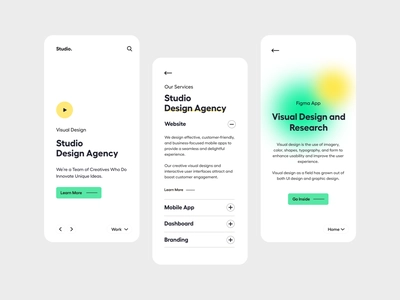 Studio.
Visual Design
Studio
Design Agency
We're a Team of Creatives Who Do
Innovate Unique Ideas.
Learn More
Work
Our Services
Studio
Design Agency
Website
We design effective, customer-friendly,
and business-focused mobile apps to
provide a seamless and delightful
experience.
Our creative visual designs and
interactive user interfaces attract and
boost customer engagement.
Learn More
Mobile App
Dashboard
Branding
Figma App
Visual Design and
Research
Visual design is the use of imagery,
color, shapes, typography, and form to
enhance usability and improve the user
experience.
Visual design as a field has grown out of
both UI design and graphic design.
Go Inside
Home